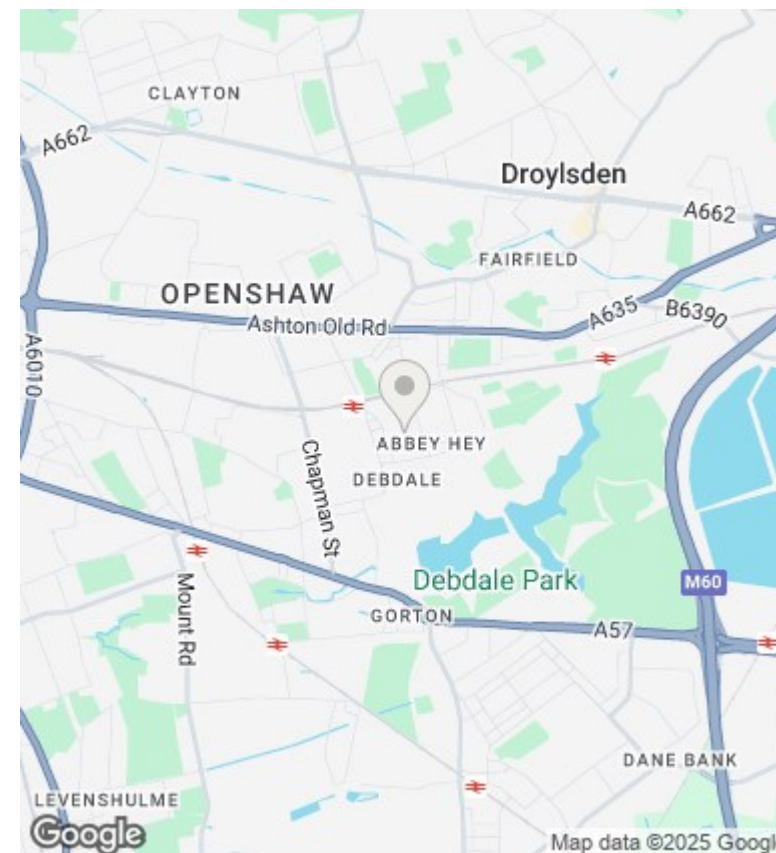 CLAYTON
A662
Droylsden
A662
FAIRFIELD
OPENSHAW
A635
B6390
Ashton Old Rd
A6010
ABBEY HEY
Chapman St
DEBDALE
Debdale Park
M60
Mount Rd
GORTON
A57
DANE BANK
LEVENSHULME
Google
Map data ©2025 Googl